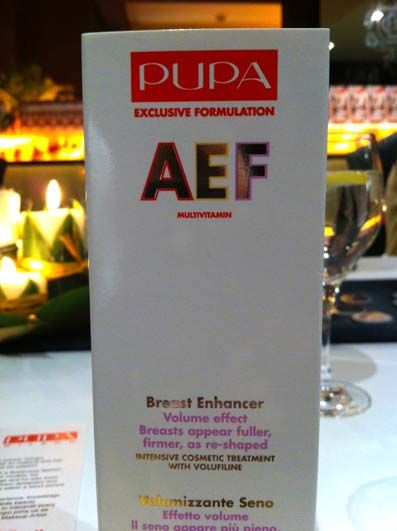 PUPA
EXCLUSIVE FORMULATION
AEF
MULTIVITAMIN
Breast Enhancer
Volume effect
Breasts appear fuller,
firmer, as re-shaped
INTENSIVE COSMETIC TREATMENT
WITH VOLUFILINE
Volumizzante Seno
Effetto volume
il seno appare più pieno